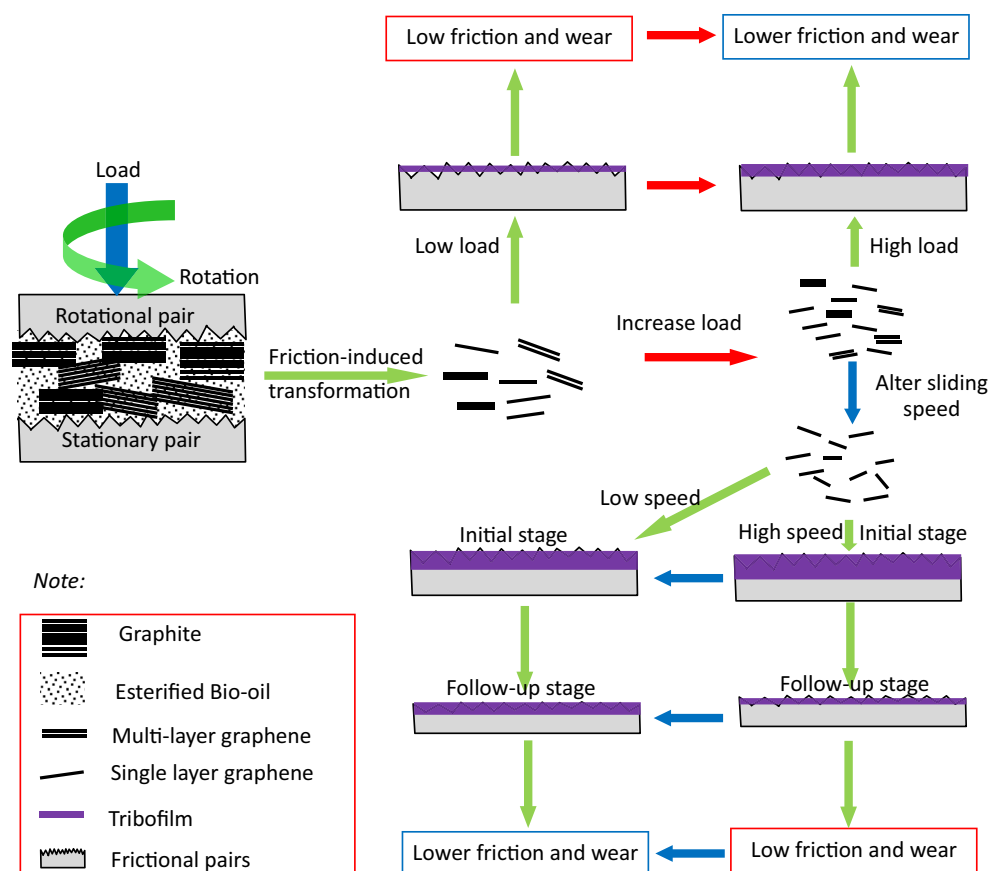 Low friction and wear
Lower friction and wear
Load
Rotation
Low load
High load
Rotational pair
Stationary pair
Friction-induced
transformation
Increase load
Alter sliding
speed
Low speed
High speed
Initial stage
Initial stage
Follow-up stage
Follow-up stage
Lower friction and wear
Low friction and wear
Note:
Graphite
Esterified Bio-oil
Multi-layer graphene
Single layer graphene
Tribofilm
Frictional pairs